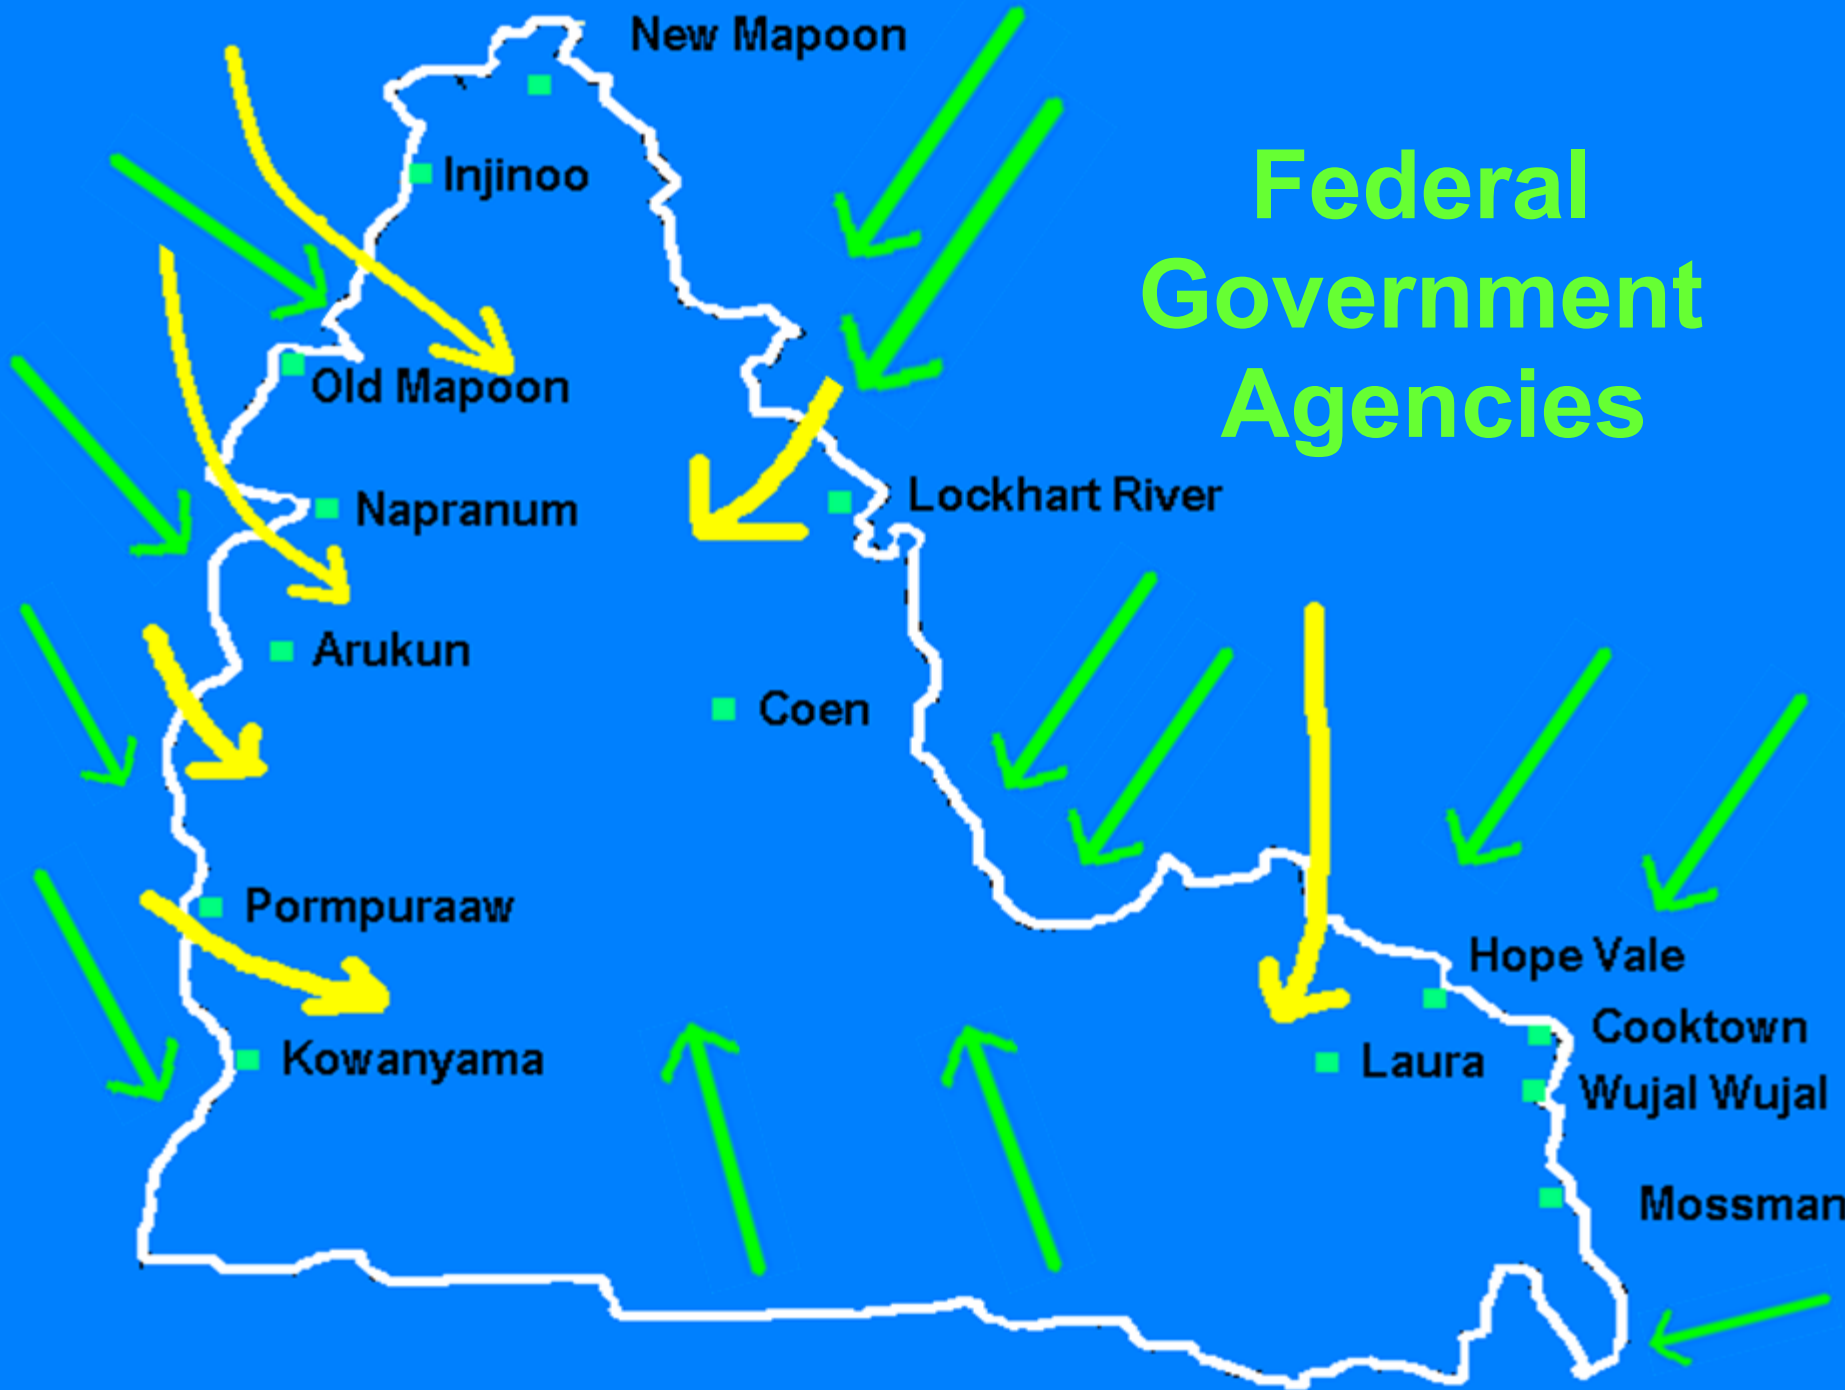 New Mapoon
Federal
Government
Agencies
Injinoo
Old Mapoon
Napranum
Lockhart River
Arukun
Coen
Pormpuraaw
Hope Vale
Cooktown
Kowanyama
Laura
Wujal Wujal
Mossman